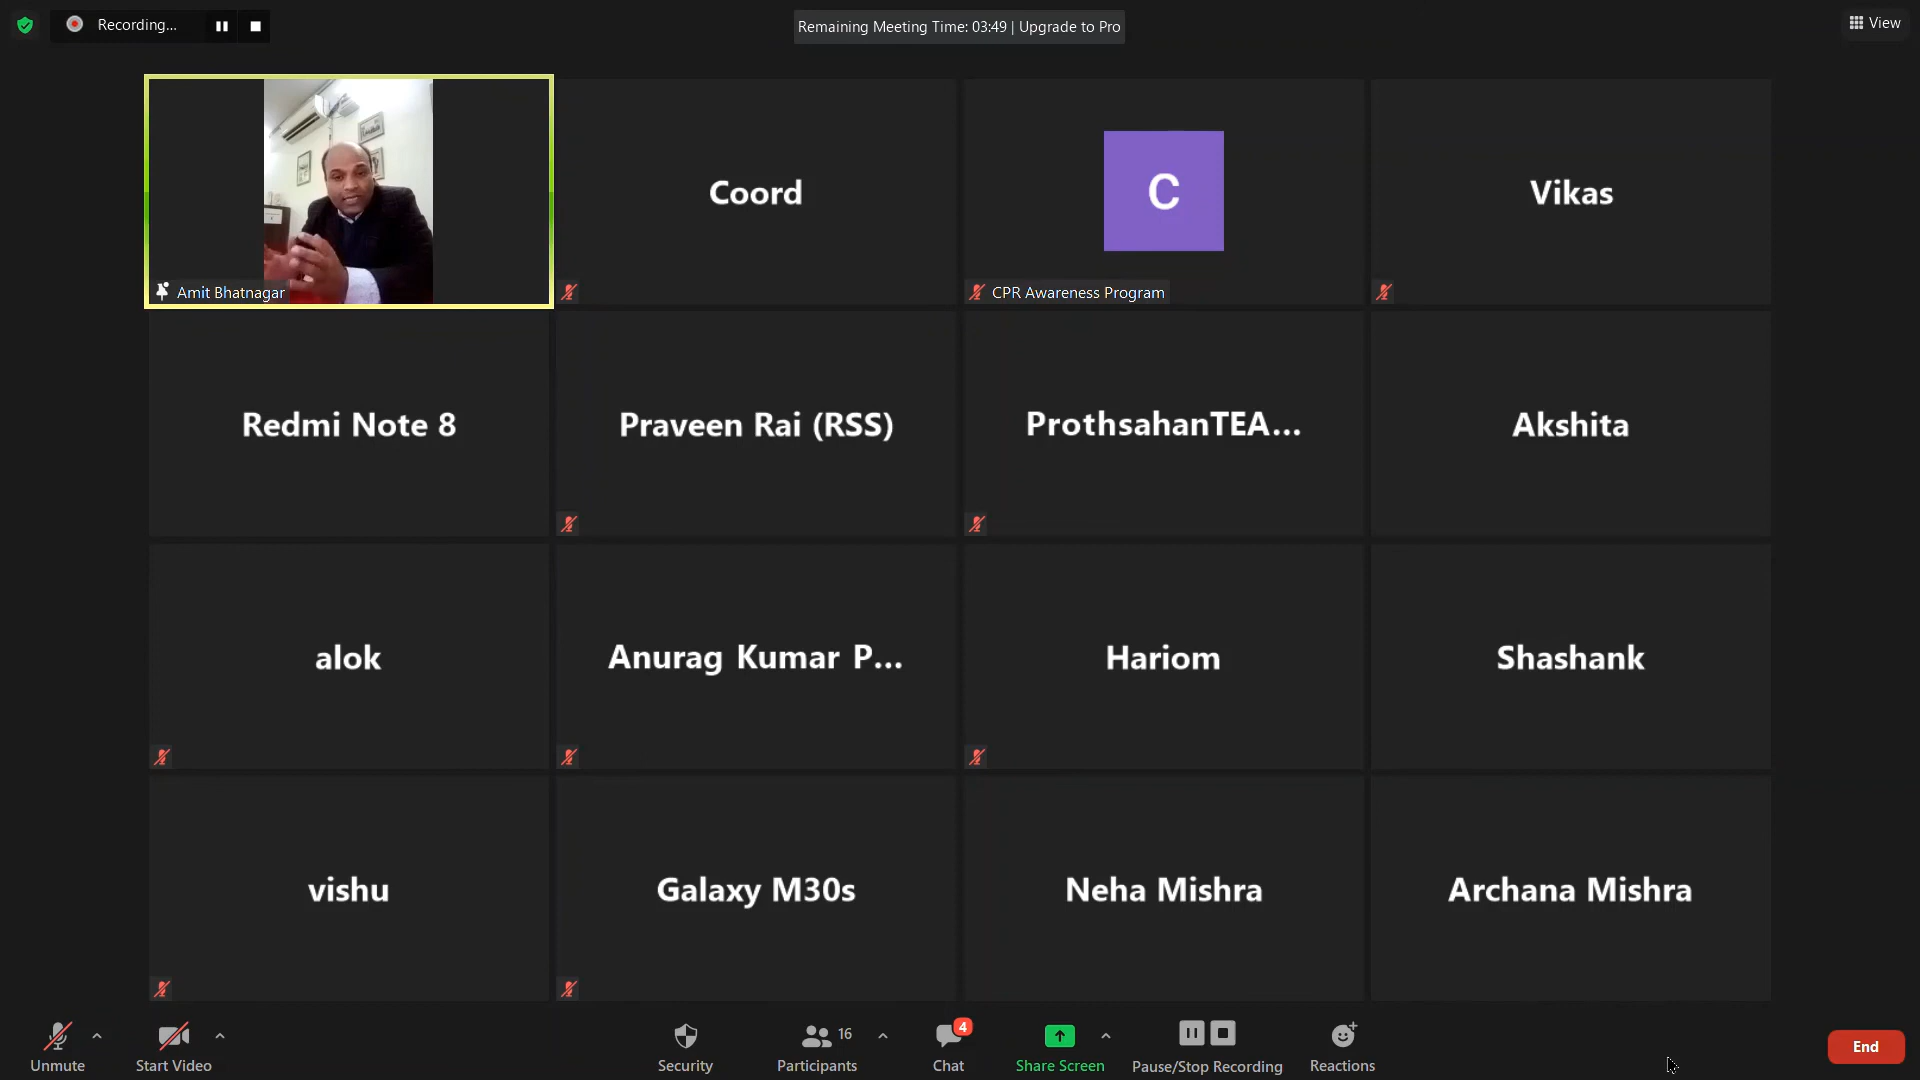 Recording...
Remaining Meeting Time: 03:49 | Upgrade to Pro
View
Amit Bhatnagar
Coord
C
CPR Awareness Program
Vikas
Redmi Note 8
Praveen Rai (RSS)
ProthsahanTEA...
Akshita
alok
Anurag Kumar P...
Hariom
Shashank
vishu
Galaxy M30s
Neha Mishra
Archana Mishra
Unmute
Start Video
Security
16
Participants
4
Chat
Share Screen
Pause/Stop Recording
Reactions
End